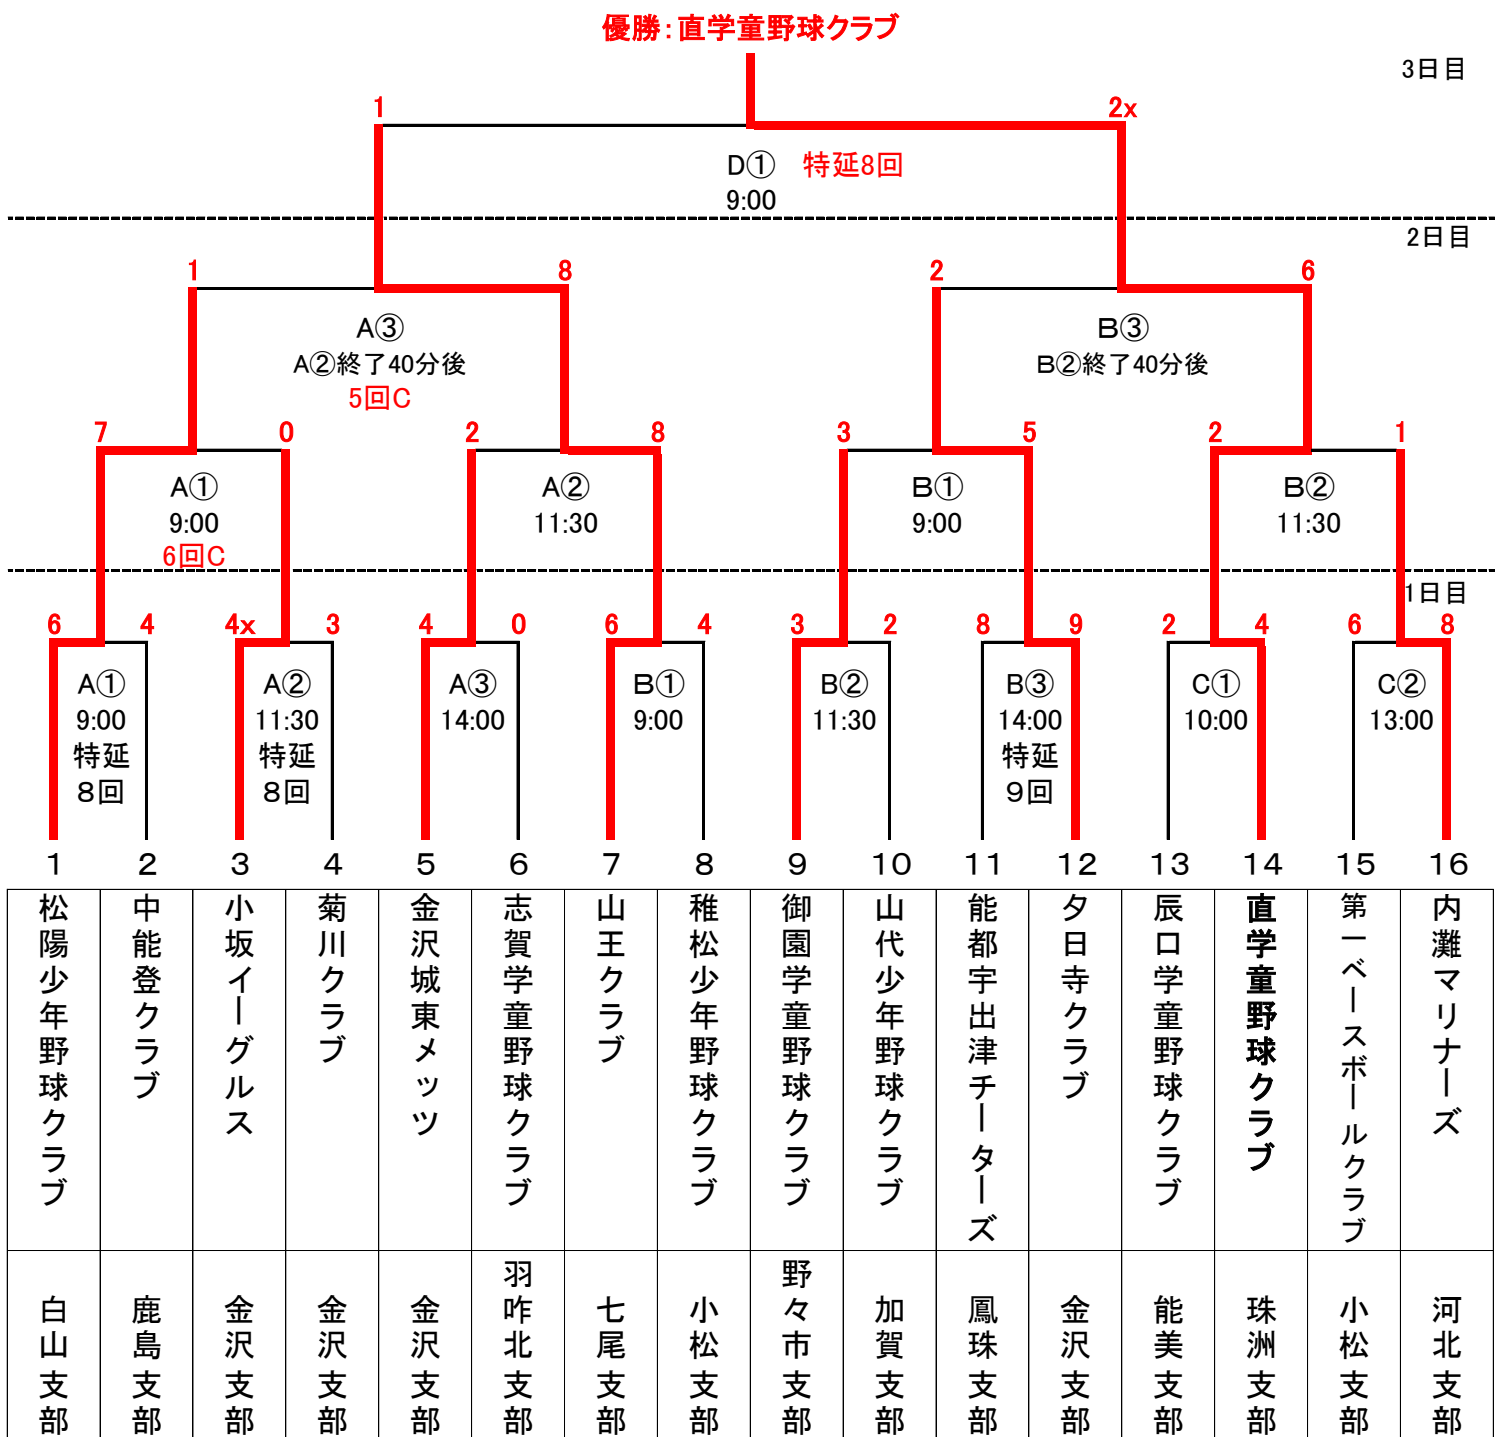 優勝：直学童野球クラブ
3日目
1 2x
D① 特延8回
9:00
2日目
1 8 2 6
A③ B③
A②終了40分後 B②終了40分後
5回C
7 0 2 8 3 5 2 1
A① A② B① B②
9:00 11:30 9:00 11:30
6回C
1日目
6 4 4x 3 4 0 6 4 3 2 8 9 2 4 6 8
A① A② A③ B① B② B③ C① C②
9:00 11:30 14:00 9:00 11:30 14:00 10:00 13:00
特延 特延 特延
８回 ８回 ９回
1 2 3 4 5 6 7 8 9 10 11 12 13 14 15 16
松陽少年野球クラブ
中能登クラブ
小坂イーグルス
菊川クラブ
金沢城東メッツ
志賀学童野球クラブ
山王クラブ
稚松少年野球クラブ
御園学童野球クラブ
山代少年野球クラブ
能都宇出津チーターズ
夕日寺クラブ
辰口学童野球クラブ
直学童野球クラブ
第一ベースボールクラブ
内灘マリナーズ
白山支部
鹿島支部
金沢支部
金沢支部
金沢支部
羽咋北支部
七尾支部
小松支部
野々市支部
加賀支部
鳳珠支部
金沢支部
能美支部
珠洲支部
小松支部
河北支部